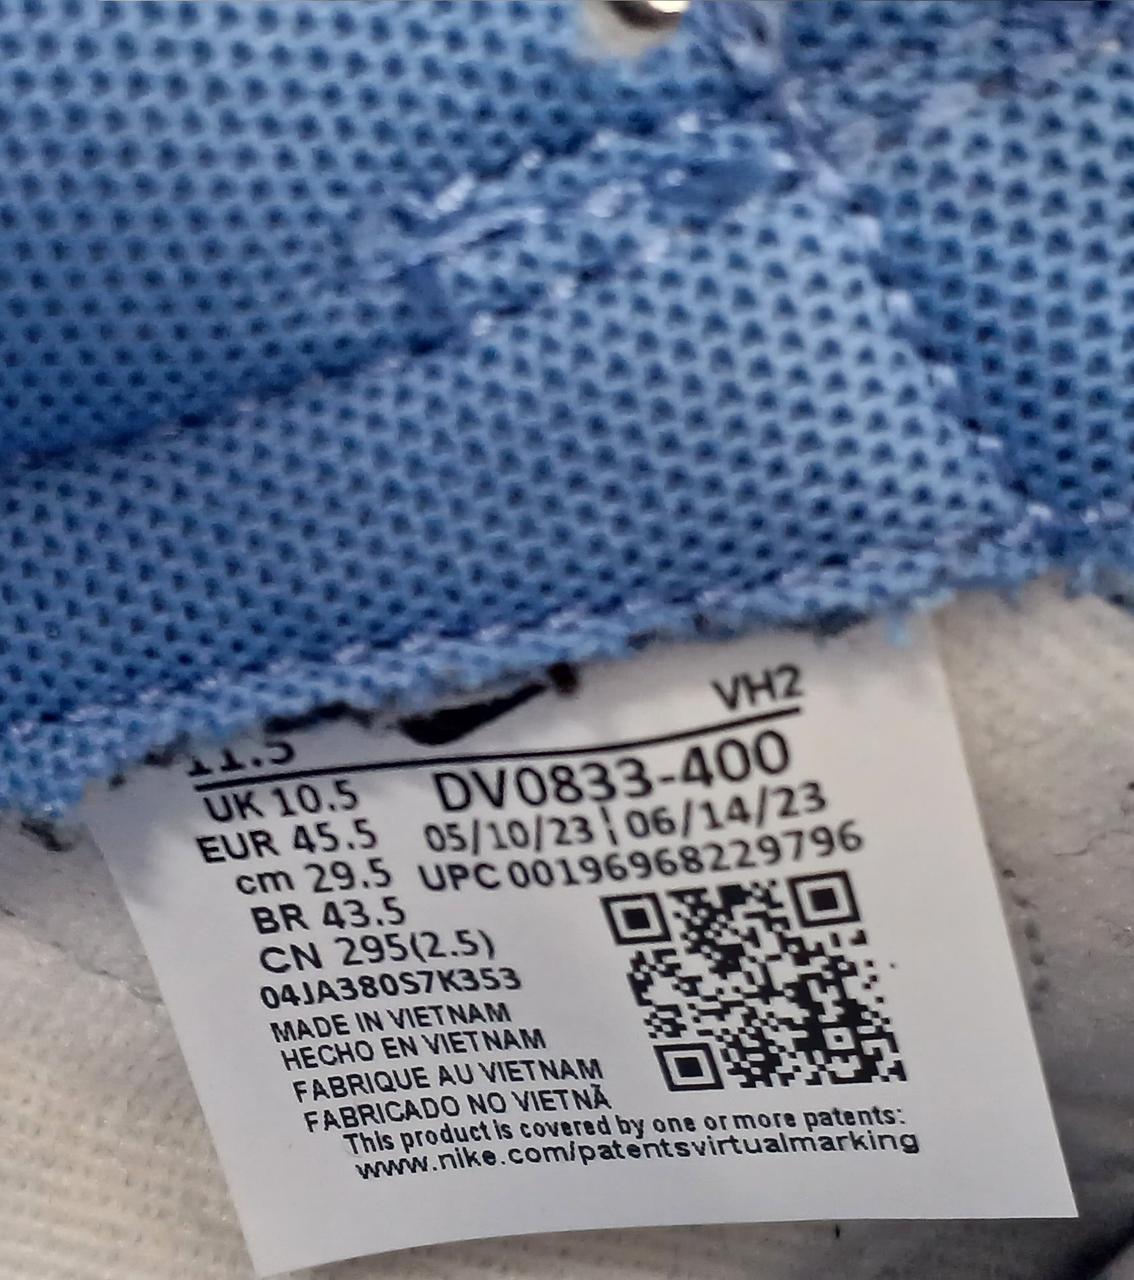 VH2
11.5
UK 10.5 DV0833-400
EUR 45.5 05/10/23 ¦ 06/14/23
cm 29.5 UPC 00196968229796
BR 43.5
CN 295(2.5)
04JA380S7K353
MADE IN VIETNAM
HECHO EN VIETNAM
FABRIQUE AU VIETNAM
FABRICADO NO VIETNÃ
This product is covered by one or more patents:
www.nike.com/patentsvirtualmarking